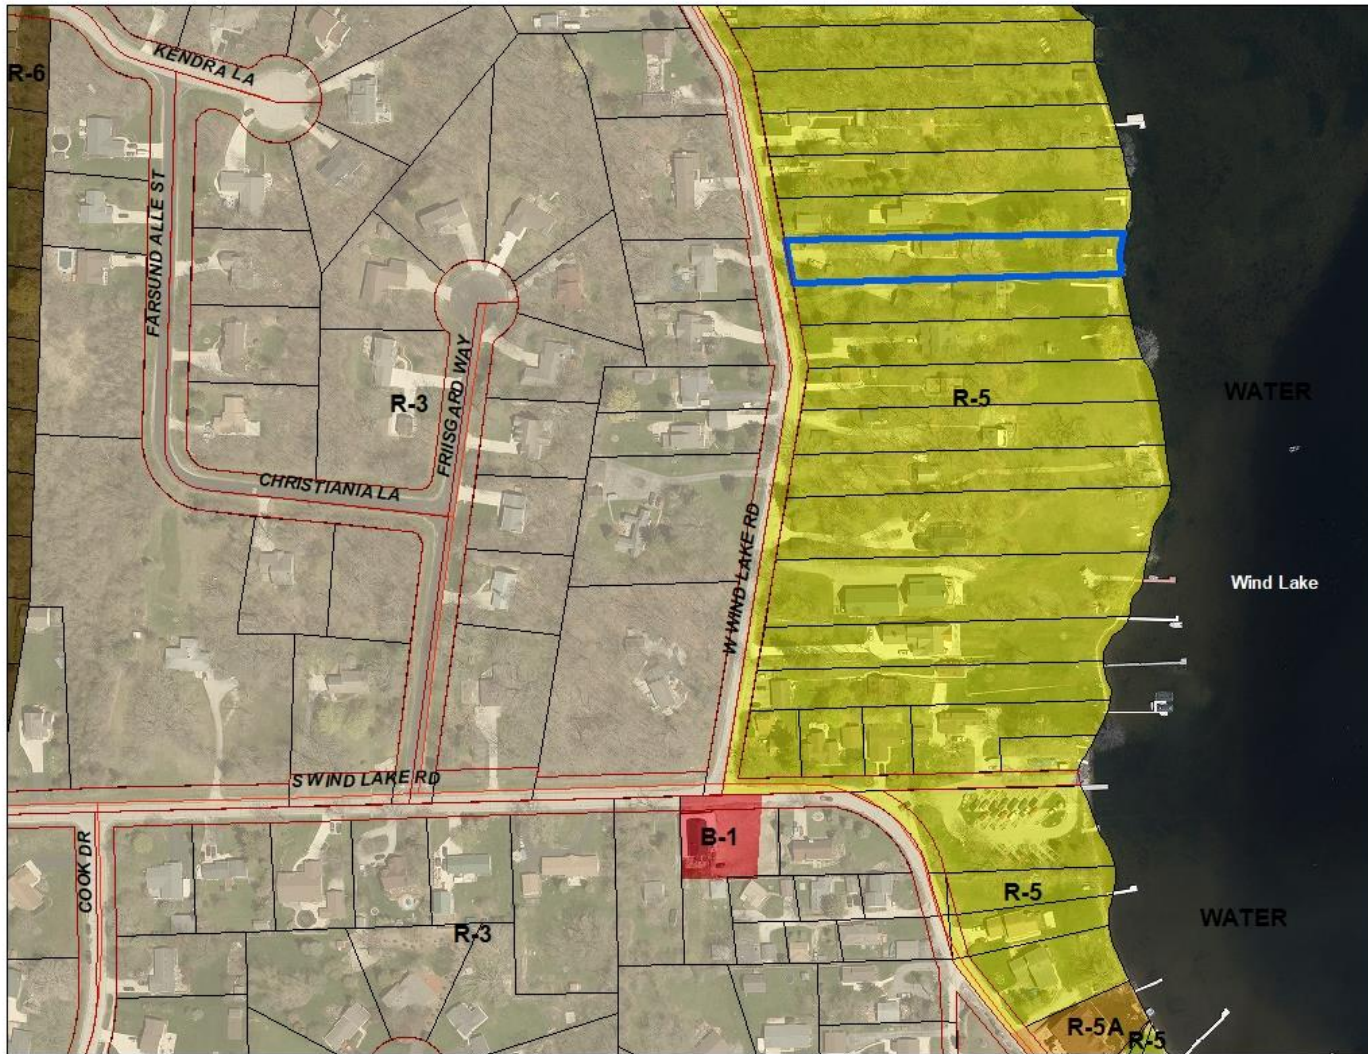 KENDRA LA
R-6
FARSUND ALLE ST
FRIISGARD WAY
R-3
R-5
WATER
CHRISTIANIA LA
W WIND LAKE RD
Wind Lake
S WIND LAKE RD
B-1
COOK DR
R-5
R-3
WATER
R-5A
R-5